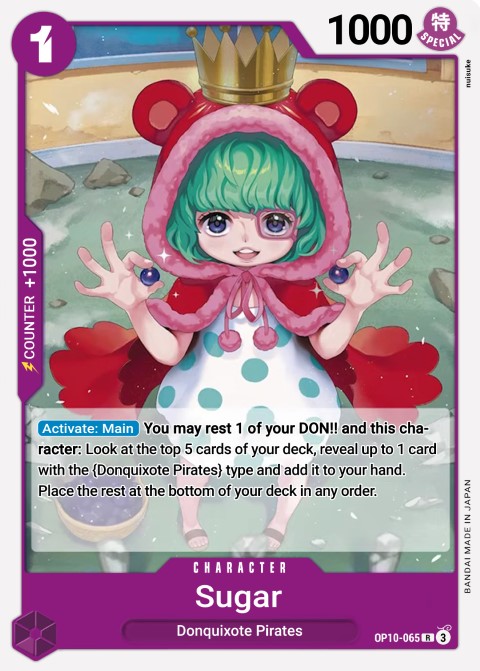 1
1000
特
SPECIAL
nuisuke
COUNTER +1000
Activate: Main You may rest 1 of your DON!! and this cha-
racter: Look at the top 5 cards of your deck, reveal up to 1 card
with the {Donquixote Pirates} type and add it to your hand.
Place the rest at the bottom of your deck in any order.
BANDAI MADE IN JAPAN
CHARACTER
Sugar
Donquixote Pirates
OP10-065 R 3